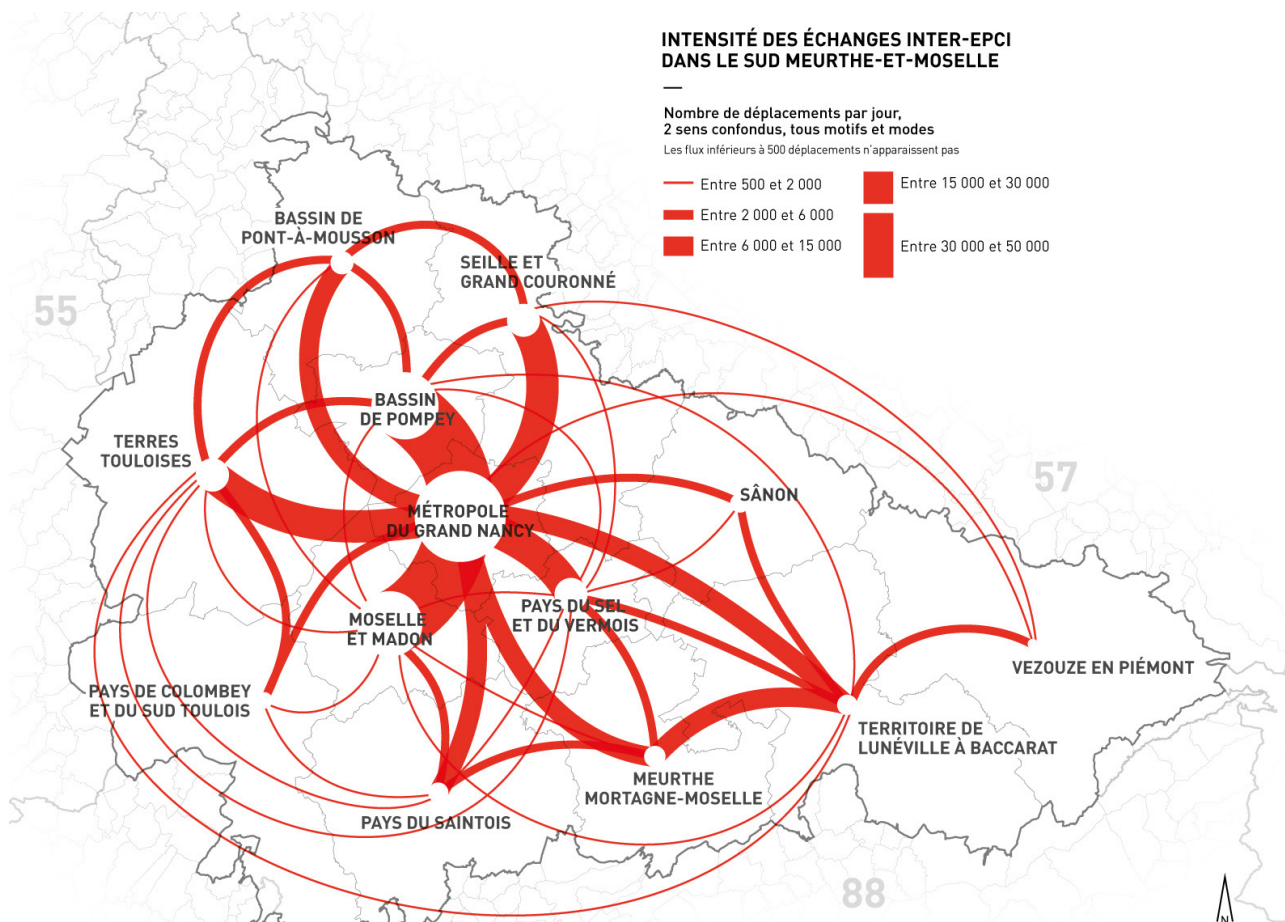 INTENSITÉ DES ÉCHANGES INTER-EPCI
DANS LE SUD MEURTHE-ET-MOSELLE
—
Nombre de déplacements par jour,
2 sens confondus, tous motifs et modes
Les flux inférieurs à 500 déplacements n'apparaissent pas
Entre 500 et 2 000
Entre 2 000 et 6 000
Entre 6 000 et 15 000
Entre 15 000 et 30 000
Entre 30 000 et 50 000
BASSIN DE
PONT-À-MOUSSON
SEILLE ET
GRAND COURONNÉ
55
BASSIN
DE POMPEY
TERRES
TOULOISES
57
SÂNON
MÉTROPOLE
DU GRAND NANCY
PAYS DU SEL
ET DU VERMOIS
MOSELLE
ET MADON
VEZOUZE EN PIÉMONT
PAYS DE COLOMBEY
ET DU SUD TOULOIS
TERRITOIRE DE
LUNÉVILLE À BACCARAT
MEURTHE
MORTAGNE-MOSELLE
PAYS DU SAINTOIS
88
N